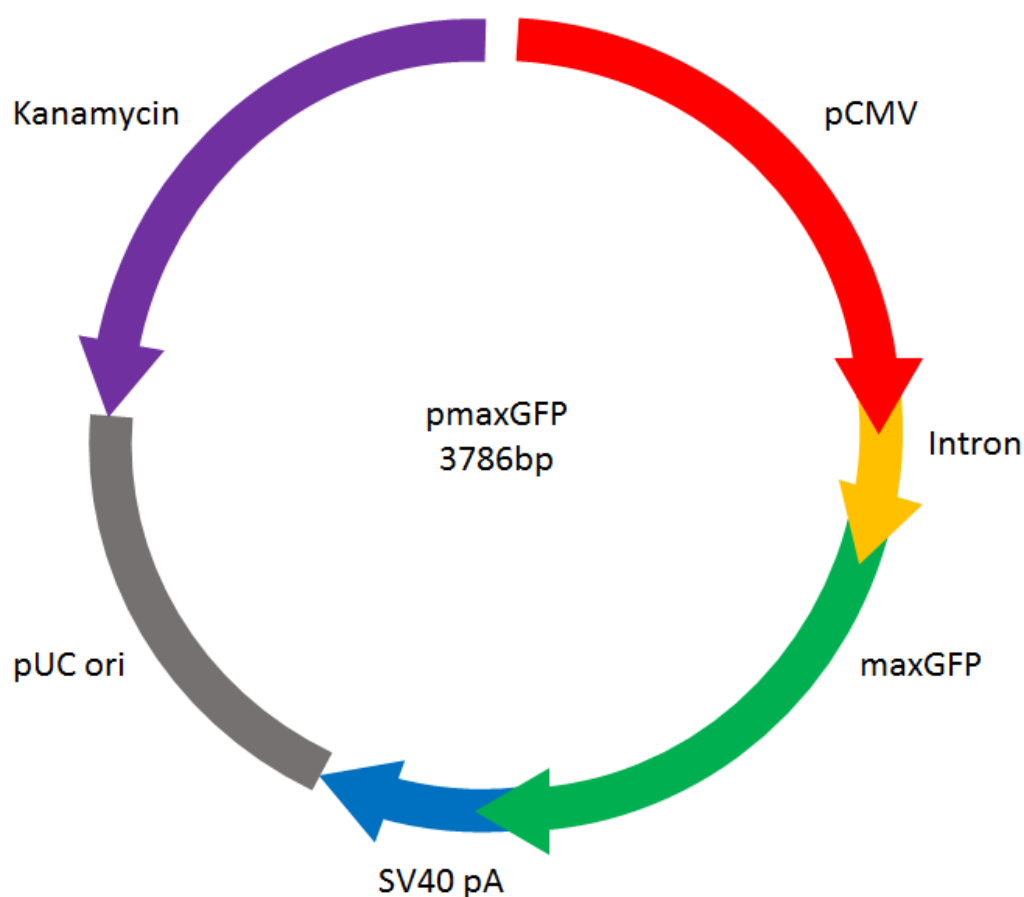 Kanamycin
pCMV
pmaxGFP
3786bp
Intron
pUC ori
maxGFP
SV40 pA